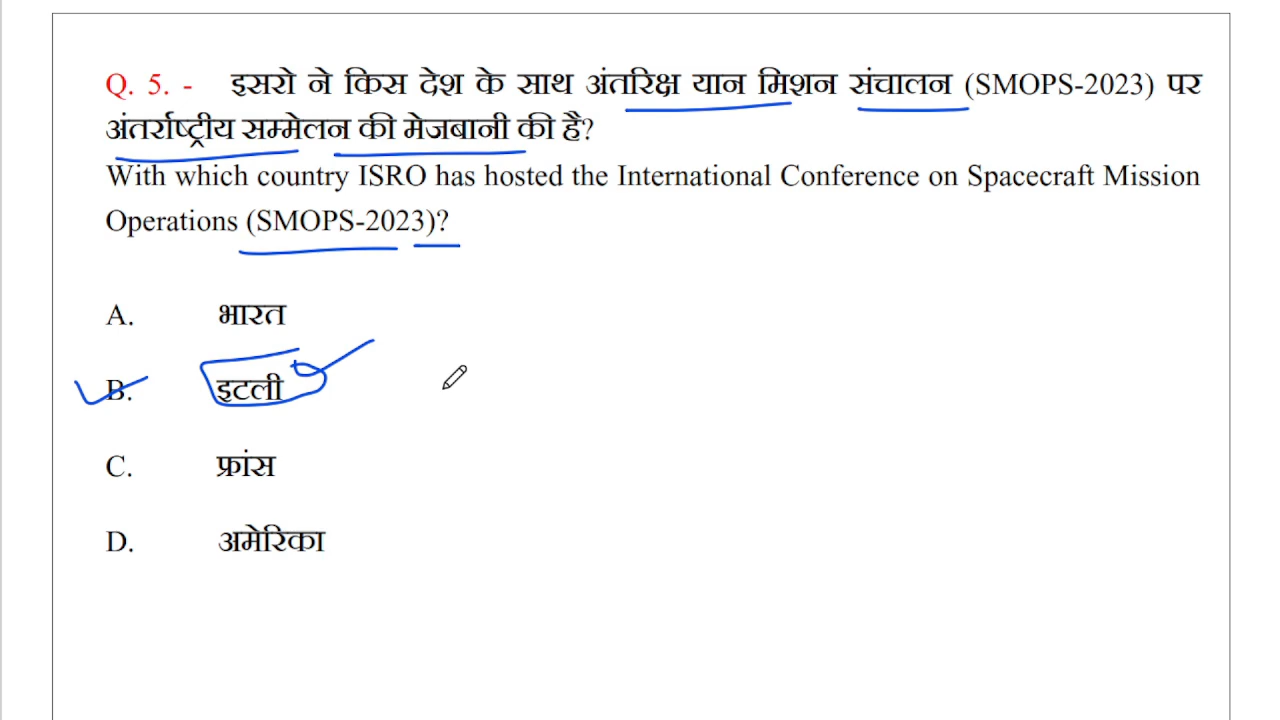 Q. 5. - इसरो ने किस देश के साथ अंतरिक्ष यान मिशन संचालन (SMOPS-2023) पर
अंतर्राष्ट्रीय सम्मेलन की मेजबानी की है?
With which country ISRO has hosted the International Conference on Spacecraft Mission
Operations (SMOPS-2023)?
A. भारत
B. इटली
C. फ्रांस
D. अमेरिका